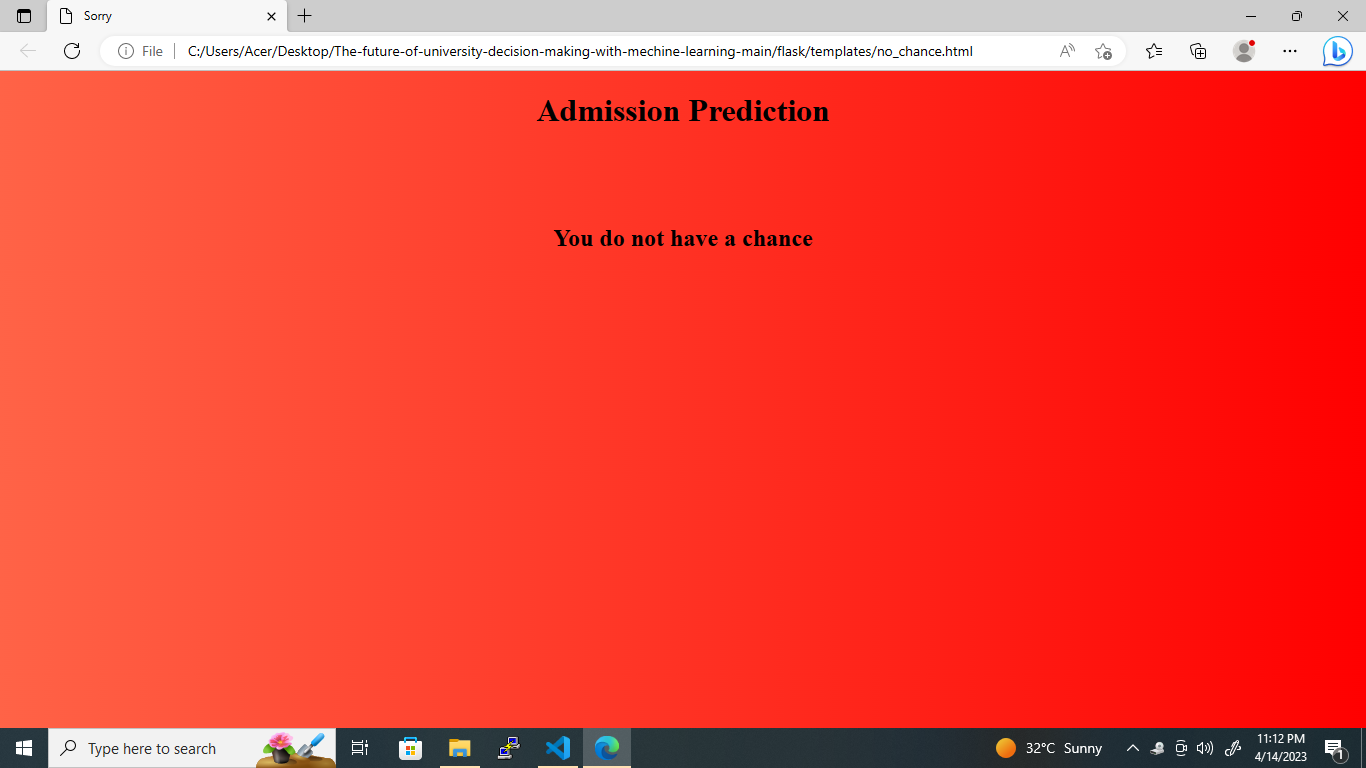 Sorry
File
C:/Users/Acer/Desktop/The-future-of-university-decision-making-with-mechine-learning-main/flask/templates/no_chance.html
Admission Prediction
You do not have a chance
Type here to search
32°C Sunny
11:12 PM
4/14/2023
1